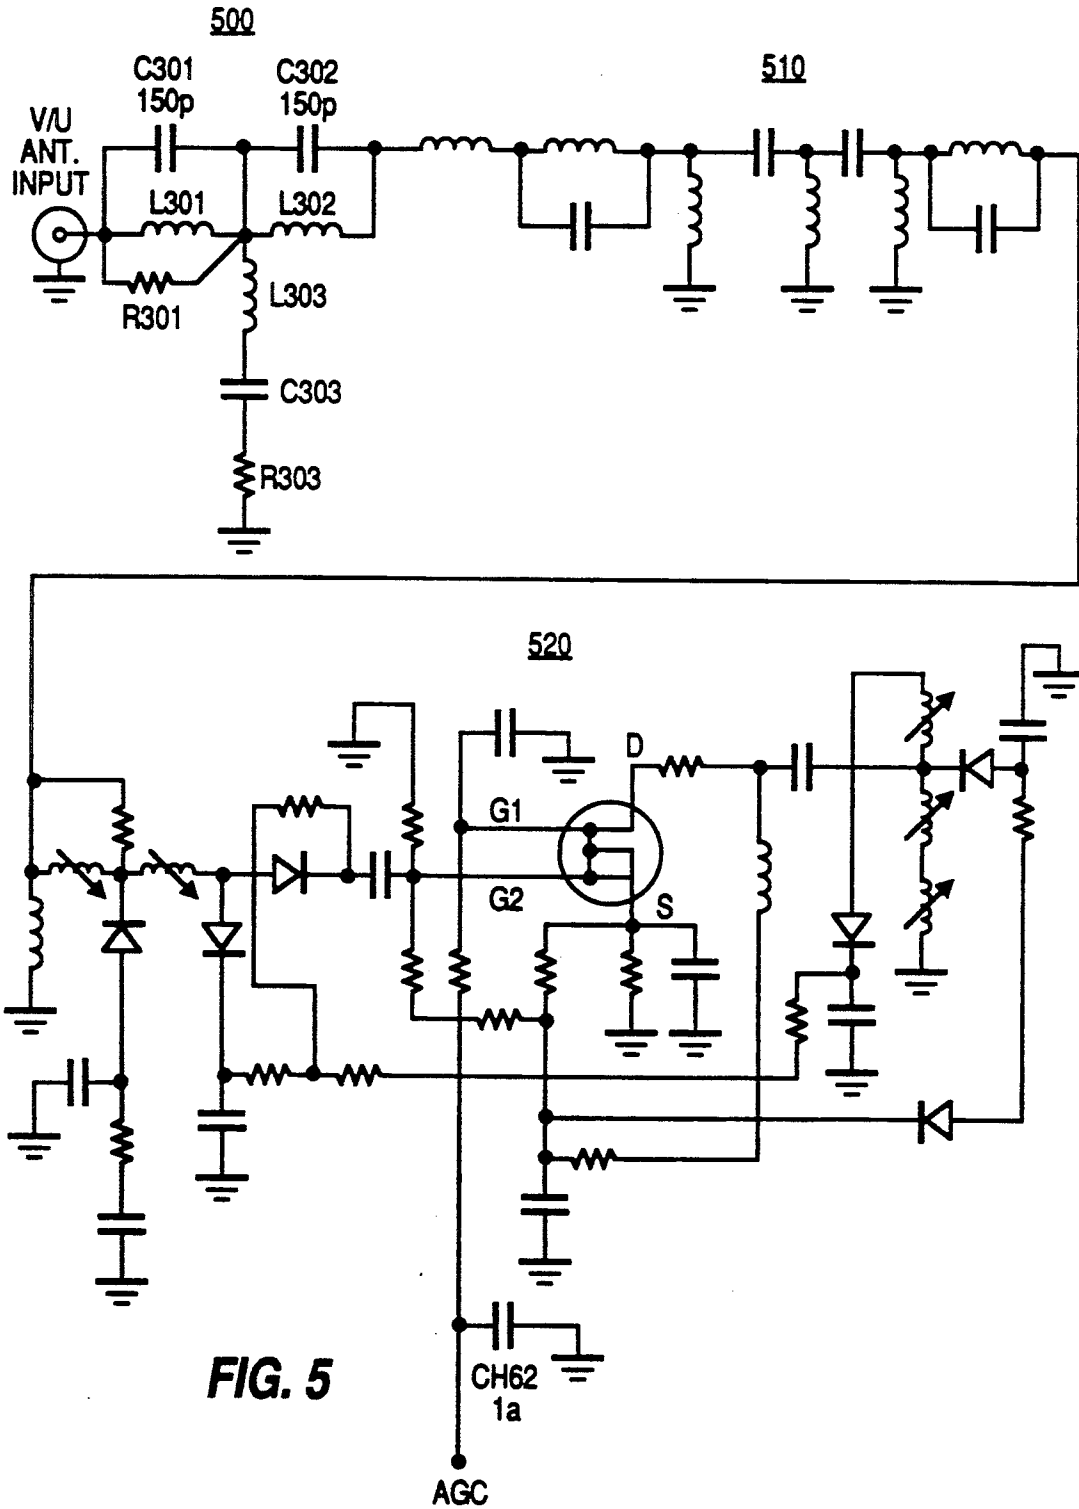 500
C301
150p
C302
150p
510
V/U
ANT.
INPUT
L301
L302
R301
L303
C303
R303
520
D
G1
G2
S
FIG. 5
CH62
1a
AGC